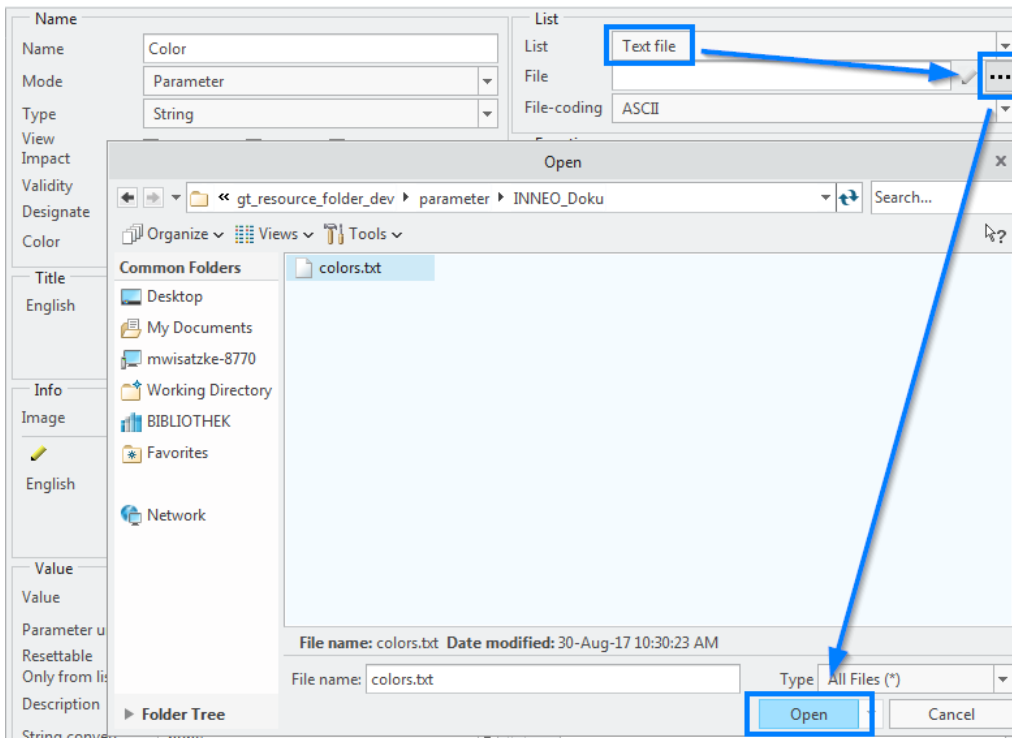 Name
Name Color
Mode Parameter
Type String
View
Impact
Validity
Designate
Color
Title
English
Info
Image
English
Value
Value
Parameter u
Resettable
Only from lis
Description
List
List Text file
File
File-coding ASCII
Open
« gt_resource_folder_dev parameter INNEO_Doku Search...
Organize Views Tools
Common Folders
Desktop
My Documents
mwisatzke-8770
Working Directory
BIBLIOTHEK
Favorites
Network
Folder Tree
colors.txt
File name: colors.txt Date modified: 30-Aug-17 10:30:23 AM
File name: colors.txt Type All Files (*)
Open Cancel